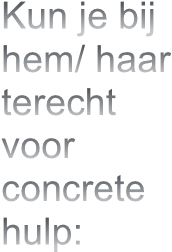 Kun je bij
hem/ haar
terecht
voor
concrete
hulp: